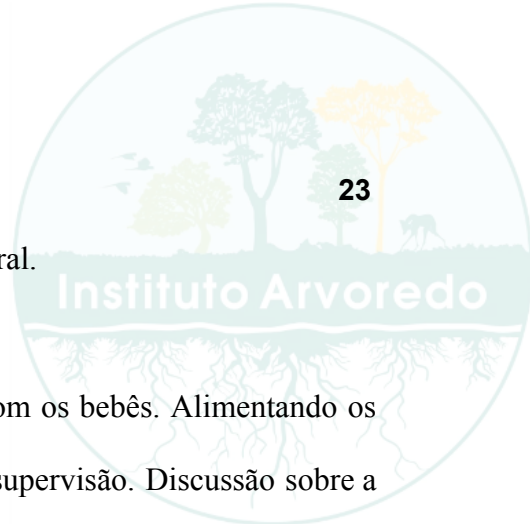 23
ral.
Instituto Arvoredo
om os bebês. Alimentando os
supervisão. Discussão sobre a